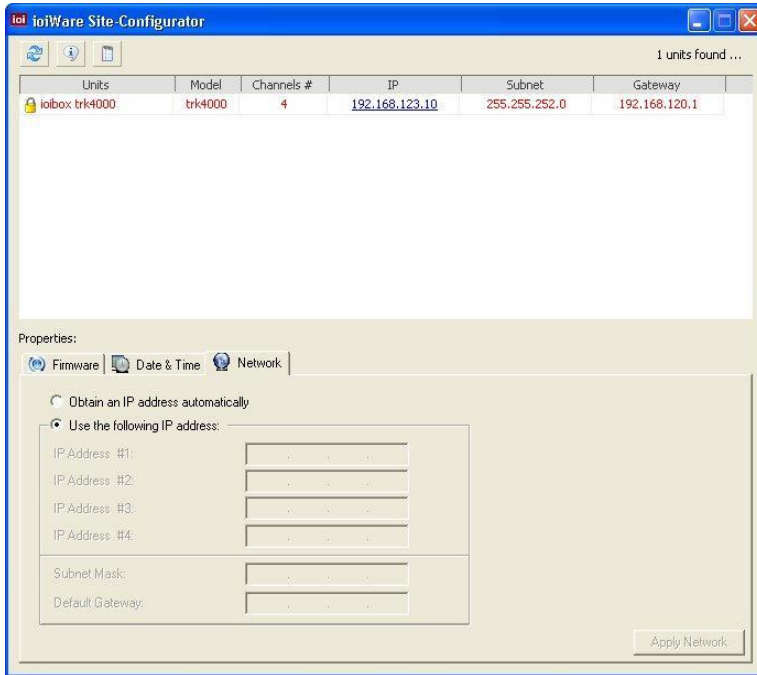 ioi ioiWare Site-Configurator
1 units found ...
Units Model Channels # IP Subnet Gateway
ioibox trk4000 trk4000 4 192.168.123.10 255.255.252.0 192.168.120.1
Properties:
Firmware Date & Time Network
Obtain an IP address automatically
Use the following IP address:
IP Address #1:
IP Address #2:
IP Address #3:
IP Address #4:
Subnet Mask:
Default Gateway:
Apply Network